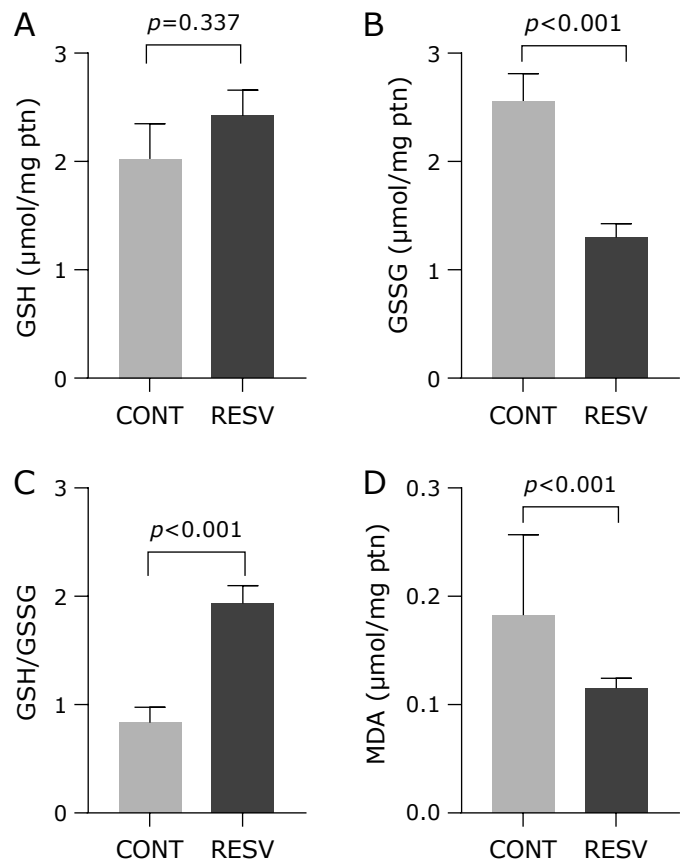 A
p=0.337
3
2
1
0
GSH (µmol/mg ptn)
CONT RESV
B
p<0.001
3
2
1
0
GSSG (µmol/mg ptn)
CONT RESV
C
p<0.001
3
2
1
0
GSH/GSSG
CONT RESV
D
p<0.001
0.3
0.2
0.1
0.0
MDA (µmol/mg ptn)
CONT RESV